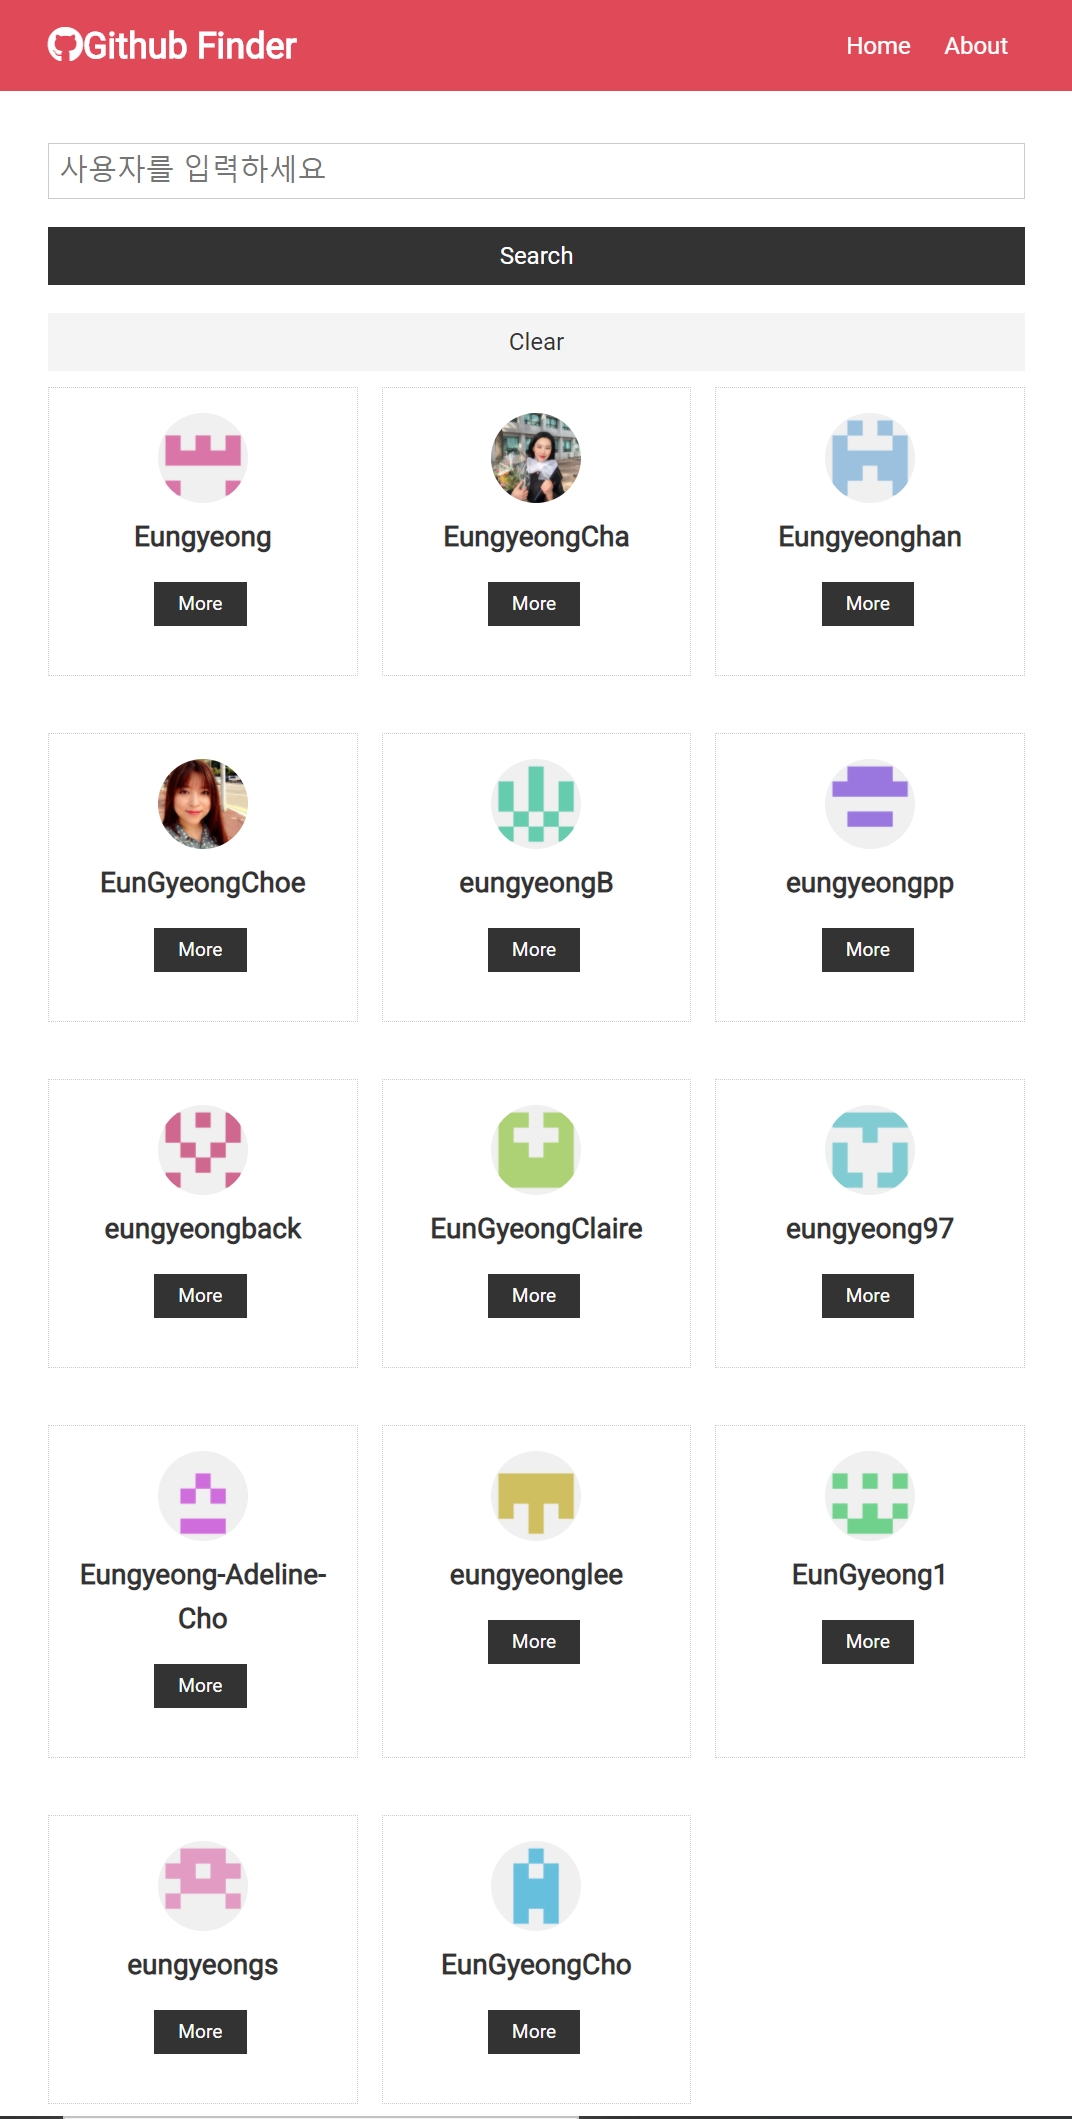 Github Finder
Home About
사용자를 입력하세요
Search
Clear
Eungyeong
More
EungyeongCha
More
Eungyeonghan
More
EunGyeongChoe
More
eungyeongB
More
eungyeongpp
More
eungyeongback
More
EunGyeongClaire
More
eungyeong97
More
Eungyeong-Adeline-
Cho
More
eungyeonglee
More
EunGyeong1
More
eungyeongs
More
EunGyeongCho
More